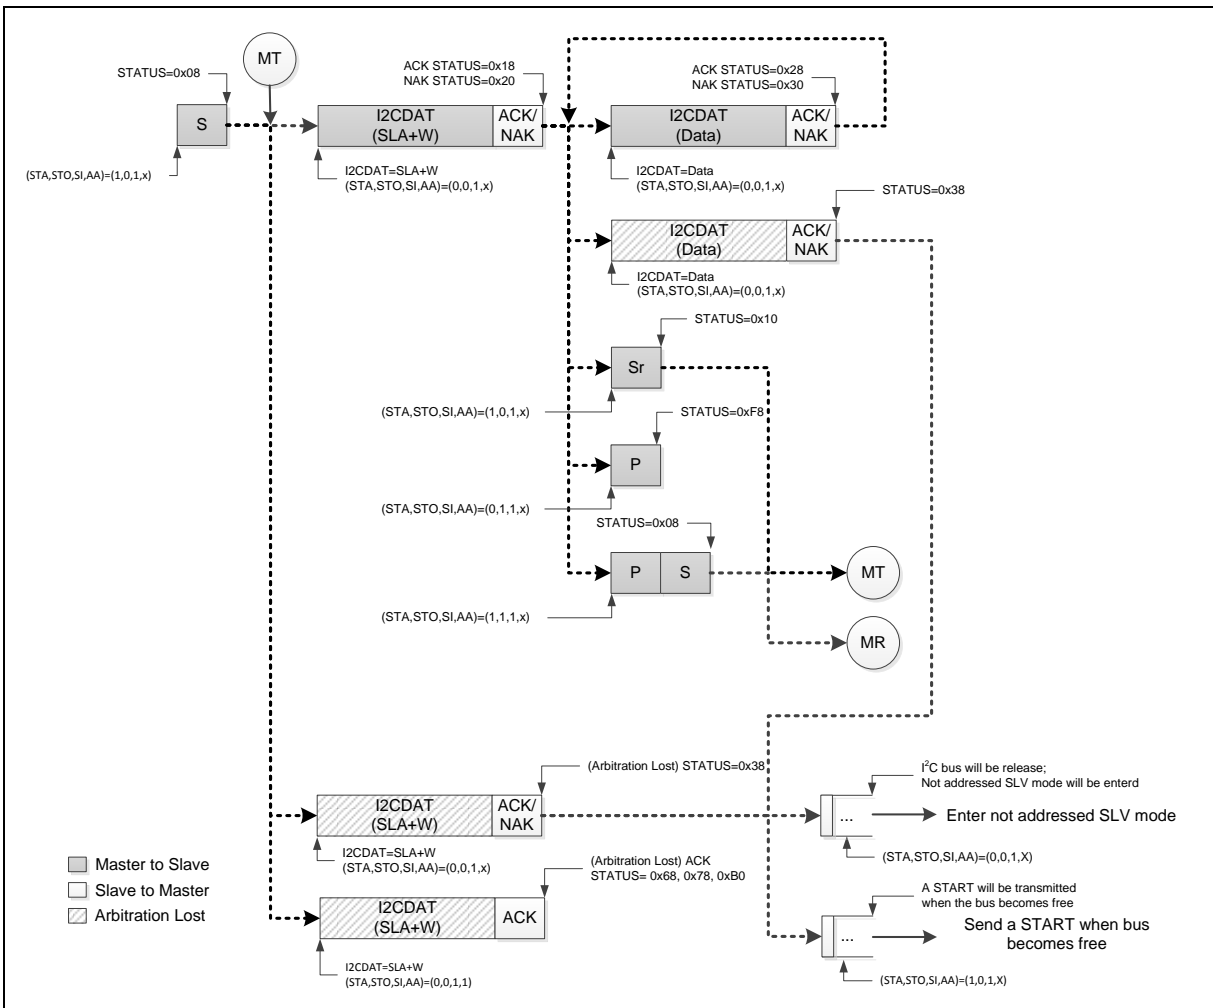 MT
STATUS=0x08
ACK STATUS=0x18
NAK STATUS=0x20
ACK STATUS=0x28
NAK STATUS=0x30
S
I2CDAT
(SLA+W)
ACK/
NAK
I2CDAT
(Data)
ACK/
NAK
(STA,STO,SI,AA)=(1,0,1,x)
I2CDAT=SLA+W
(STA,STO,SI,AA)=(0,0,1,x)
I2CDAT=Data
(STA,STO,SI,AA)=(0,0,1,x)
STATUS=0x38
I2CDAT
(Data)
ACK/
NAK
I2CDAT=Data
(STA,STO,SI,AA)=(0,0,1,x)
STATUS=0x10
Sr
(STA,STO,SI,AA)=(1,0,1,x)
STATUS=0xF8
P
(STA,STO,SI,AA)=(0,1,1,x)
STATUS=0x08
P S
MT
(STA,STO,SI,AA)=(1,1,1,x)
MR
(Arbitration Lost) STATUS=0x38
I2C bus will be release;
Not addressed SLV mode will be enterd
I2CDAT
(SLA+W)
ACK/
NAK
...
Enter not addressed SLV mode
I2CDAT=SLA+W
(STA,STO,SI,AA)=(0,0,1,x)
(STA,STO,SI,AA)=(0,0,1,X)
Master to Slave
Slave to Master
Arbitration Lost
(Arbitration Lost) ACK
STATUS= 0x68, 0x78, 0xB0
I2CDAT
(SLA+W)
ACK
A START will be transmitted
when the bus becomes free
...
Send a START when bus
becomes free
I2CDAT=SLA+W
(STA,STO,SI,AA)=(0,0,1,1)
(STA,STO,SI,AA)=(1,0,1,X)